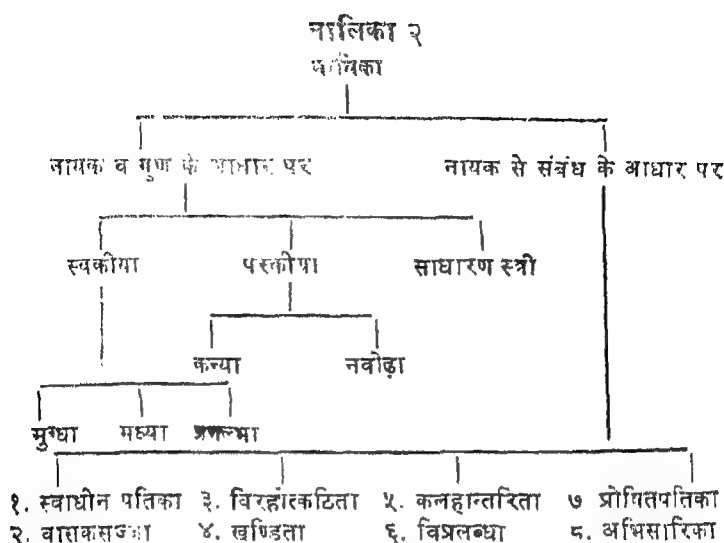 नालिका २
नायिका
नायक व गुण के आधार पर नायक से संबंध के आधार पर
स्वकीया परकीया साधारण स्त्री
कन्या नवोढ़ा
मुग्धा मध्या प्रगल्भा
१. स्वाधीन पतिका ३. विरहोत्कंठिता ५. कलहान्तरिता ७ प्रोषितपतिका
२. वासकसज्जा ४. खण्डिता ६. विप्रलब्धा ८. अभिसारिका